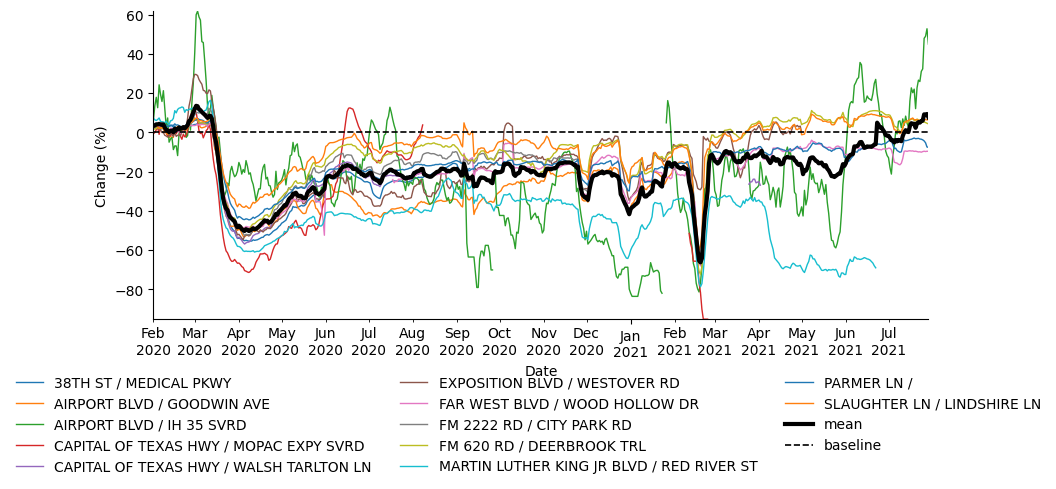 60
40
20
0
−20
−40
−60
−80
Change (%)
Feb Mar Apr May Jun Jul Aug Sep Oct Nov Dec Jan Feb Mar Apr May Jun Jul
2020 2020 2020 2020 2020 2020 2020 2020 2020 2020 2020 2021 2021 2021 2021 2021 2021 2021
Date
38TH ST / MEDICAL PKWY
AIRPORT BLVD / GOODWIN AVE
AIRPORT BLVD / IH 35 SVRD
CAPITAL OF TEXAS HWY / MOPAC EXPY SVRD
CAPITAL OF TEXAS HWY / WALSH TARLTON LN
EXPOSITION BLVD / WESTOVER RD
FAR WEST BLVD / WOOD HOLLOW DR
FM 2222 RD / CITY PARK RD
FM 620 RD / DEERBROOK TRL
MARTIN LUTHER KING JR BLVD / RED RIVER ST
PARMER LN /
SLAUGHTER LN / LINDSHIRE LN
mean
baseline